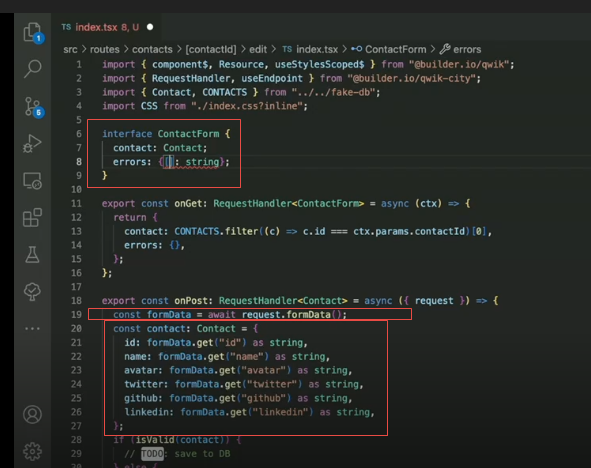 TS index.tsx 8, U
src > routes > contacts > [contactId] > edit > TS index.tsx > ContactForm > errors
1 import { component$, Resource, useStylesScoped$ } from "@builder.io/qwik";
2 import { RequestHandler, useEndpoint } from "@builder.io/qwik-city";
3 import { Contact, CONTACTS } from "../../fake-db";
4 import CSS from "./index.css?inline";
5
6 interface ContactForm {
7 contact: Contact;
8 errors: {[]: string};
9 }
10
11 export const onGet: RequestHandler<ContactForm> = async (ctx) => {
12 return {
13 contact: CONTACTS.filter((c) => c.id === ctx.params.contactId)[0],
14 errors: {},
15 };
16 };
17
18 export const onPost: RequestHandler<Contact> = async ({ request }) => {
19 const formData = await request.formData();
20 const contact: Contact = {
21 id: formData.get("id") as string,
22 name: formData.get("name") as string,
23 avatar: formData.get("avatar") as string,
24 twitter: formData.get("twitter") as string,
25 github: formData.get("github") as string,
26 linkedin: formData.get("linkedin") as string,
27 };
28 if (isValid(contact)) {
29 // TODO: save to DB
30 } else {
1
6